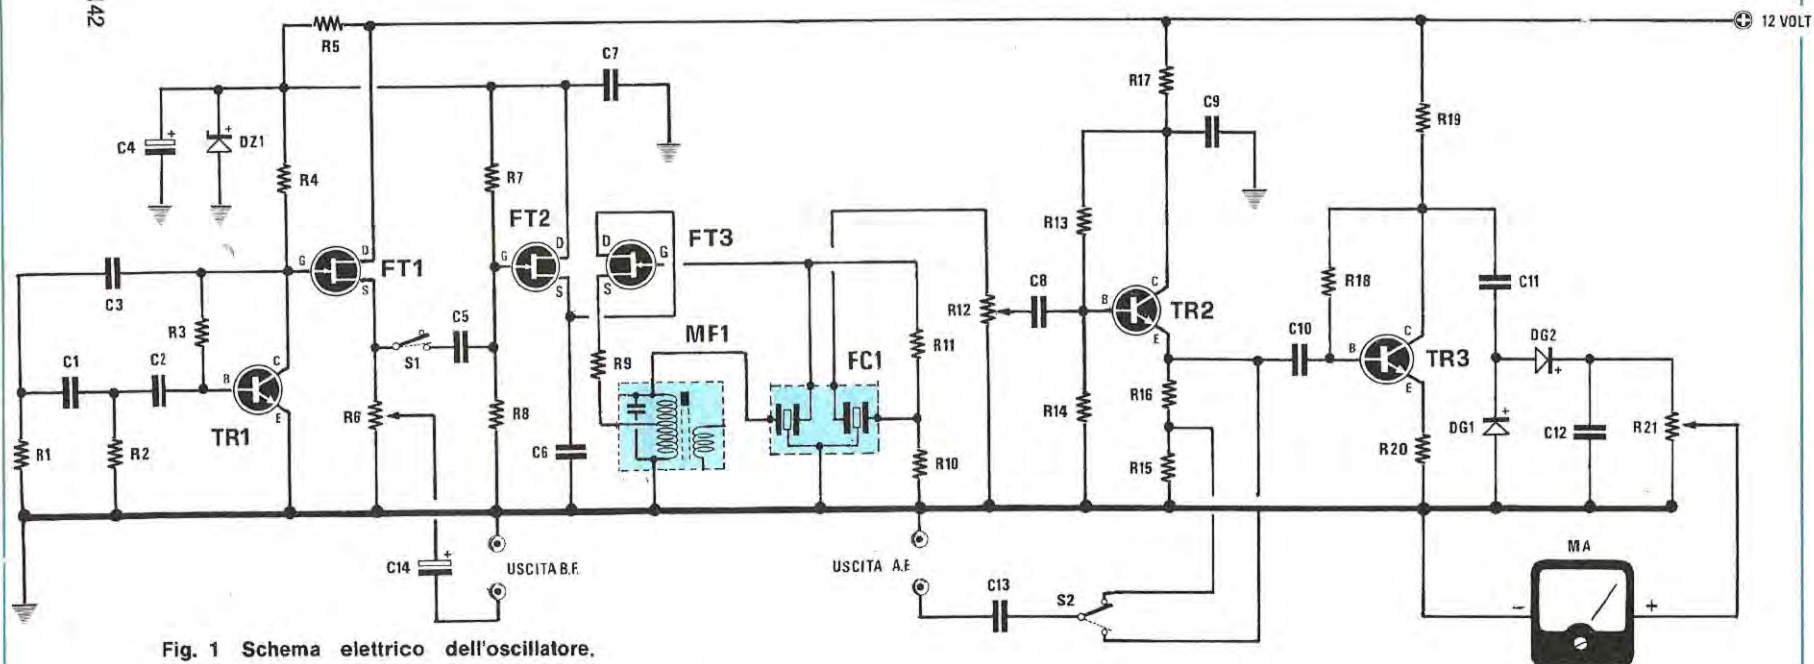 142
R5
12 VOLT
C7
R17
C9
R19
C4
DZ1
R4
R7
FT2
FT3
R13
G
D
S
FT1
G
D
S
D
S
G
C3
R3
C5
S1
MF1
R9
R12
C8
B
C
E
TR2
R18
C11
C1
C2
B
C
E
TR1
R11
FC1
C10
B
C
E
TR3
DG2
R1
R2
R6
R8
C6
R10
R14
R16
R15
R20
DG1
C12
R21
C14
USCITA B.F.
USCITA A.F.
C13
S2
MA
- +
Fig. 1 Schema elettrico dell'oscillatore.